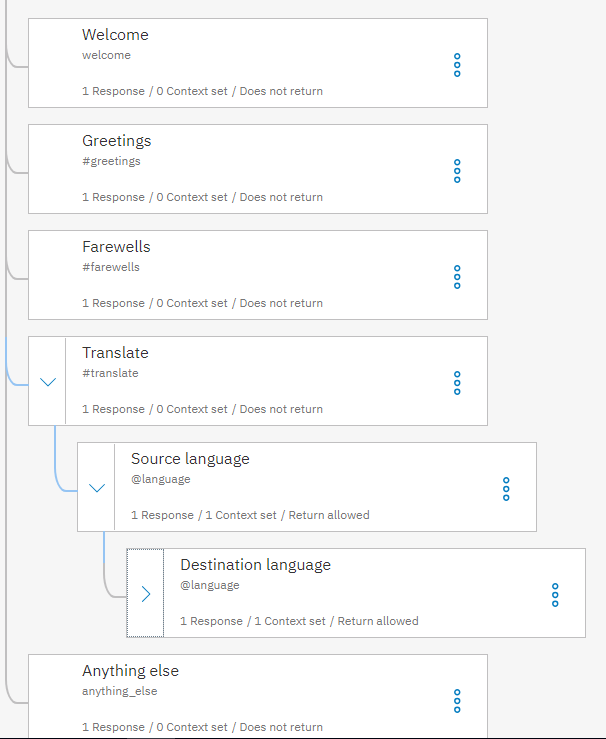 Welcome
welcome
1 Response / 0 Context set / Does not return
Greetings
#greetings
1 Response / 0 Context set / Does not return
Farewells
#farewells
1 Response / 0 Context set / Does not return
Translate
#translate
1 Response / 0 Context set / Does not return
Source language
@language
1 Response / 1 Context set / Return allowed
Destination language
@language
1 Response / 1 Context set / Return allowed
Anything else
anything_else
1 Response / 0 Context set / Does not return